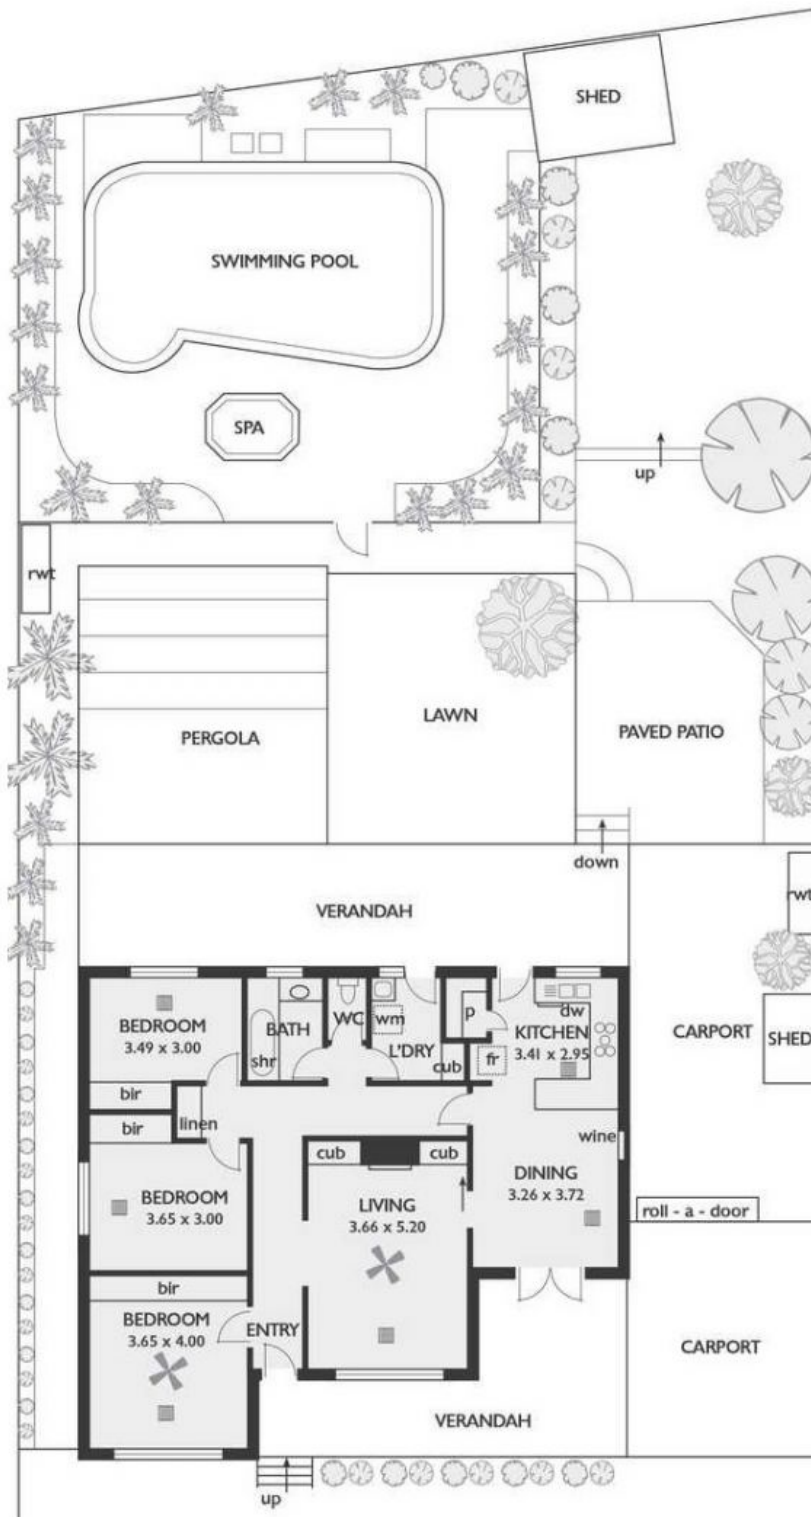 SHED
SWIMMING POOL
SPA
up
rwt
PERGOLA
LAWN
PAVED PATIO
down
VERANDAH
rwt
BEDROOM
3.49 x 3.00
bir
BATH
shr
WC
wm
L'DRY
cub
p
fr
dw
KITCHEN
3.41 x 2.95
CARPORT
SHED
linen
bir
BEDROOM
3.65 x 3.00
cub
cub
LIVING
3.66 x 5.20
wine
DINING
3.26 x 3.72
roll - a - door
bir
BEDROOM
3.65 x 4.00
ENTRY
CARPORT
VERANDAH
up